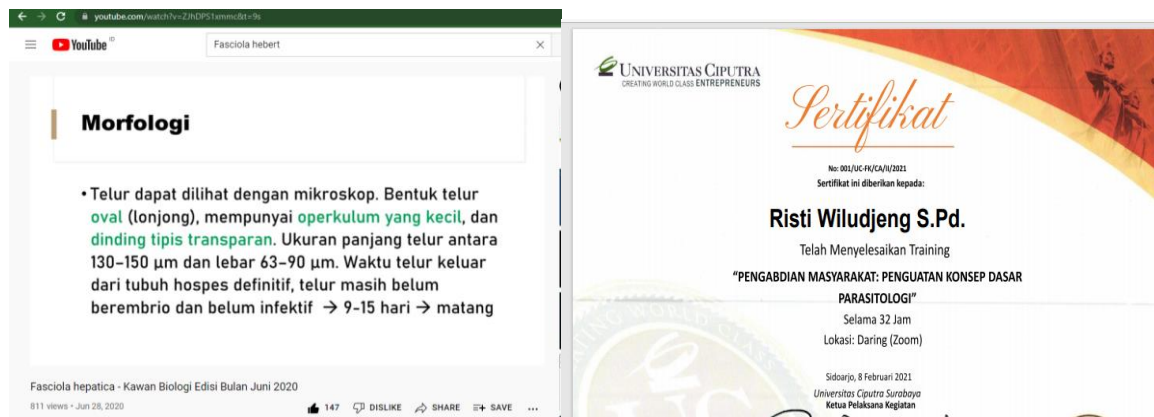 youtube.com/watch?v=ZJhDPS1xmmc&t=9s
YouTube ID
Fasciola hebert
Morfologi
• Telur dapat dilihat dengan mikroskop. Bentuk telur
oval (lonjong), mempunyai operkulum yang kecil, dan
dinding tipis transparan. Ukuran panjang telur antara
130–150 µm dan lebar 63–90 µm. Waktu telur keluar
dari tubuh hospes definitif, telur masih belum
berembrio dan belum infektif → 9-15 hari → matang
Fasciola hepatica - Kawan Biologi Edisi Bulan Juni 2020
811 views • Jun 28, 2020
147 DISLIKE SHARE SAVE ...
UNIVERSITAS CIPUTRA
CREATING WORLD CLASS ENTREPRENEURS
Sertifikat
No: 001/UC-FK/CA/II/2021
Sertifikat ini diberikan kepada:
Risti Wiludjeng S.Pd.
Telah Menyelesaikan Training
“PENGABDIAN MASYARAKAT: PENGUATAN KONSEP DASAR
PARASITOLOGI”
Selama 32 Jam
Lokasi: Daring (Zoom)
Sidoarjo, 8 Februari 2021
Universitas Ciputra Surabaya
Ketua Pelaksana Kegiatan